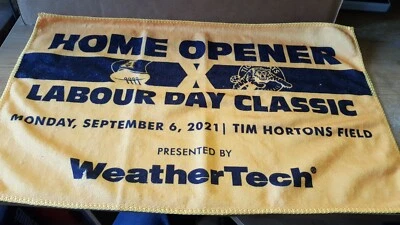 HOME OPENER
X
LABOUR DAY CLASSIC
MONDAY, SEPTEMBER 6, 2021 | TIM HORTONS FIELD
PRESENTED BY
WeatherTech®